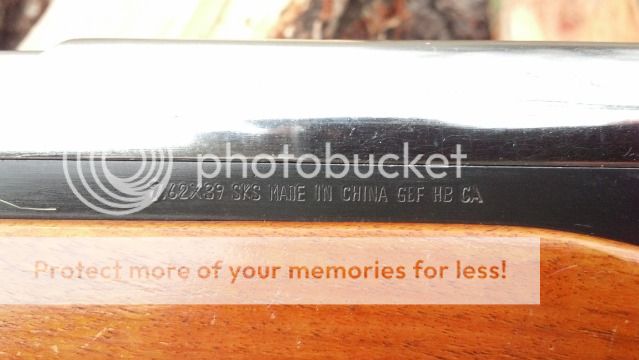 photobucket
7.62X39 SKS MADE IN CHINA GBF HB CA
Protect more of your memories for less!